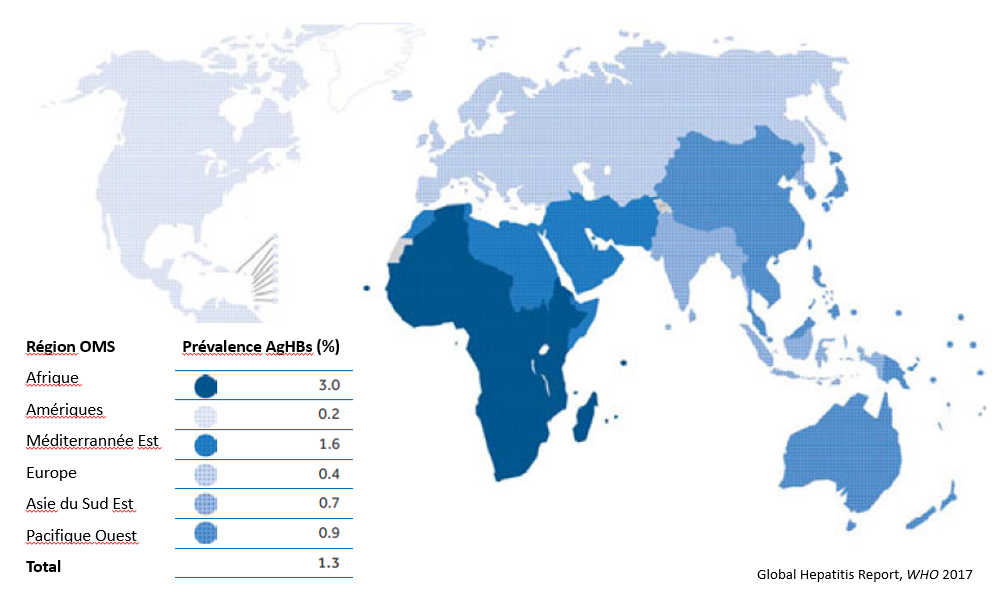 Région OMS Prévalence AgHBs (%)
Afrique 3.0
Amériques 0.2
Méditerrannée Est 1.6
Europe 0.4
Asie du Sud Est 0.7
Pacifique Ouest 0.9
Total 1.3
Global Hepatitis Report, WHO 2017